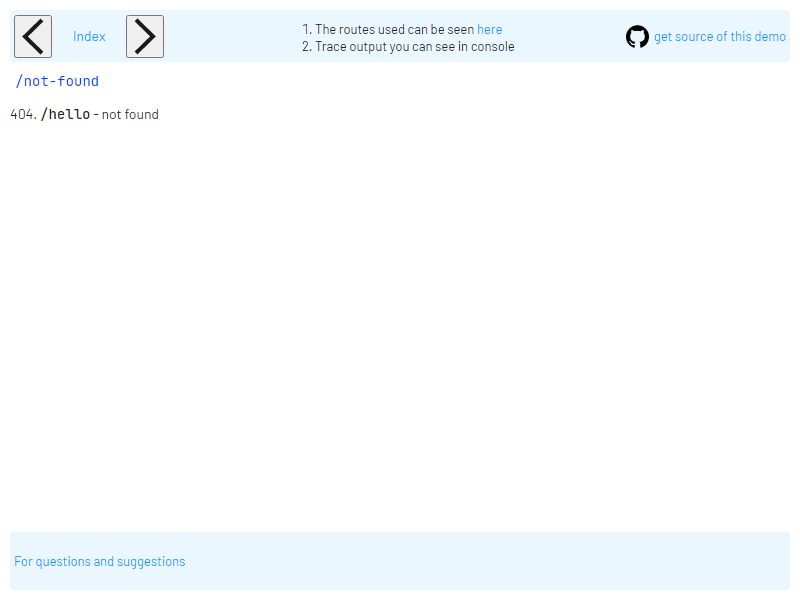 Index
1. The routes used can be seen here
2. Trace output you can see in console
get source of this demo
/not-found
404. /hello - not found
For questions and suggestions